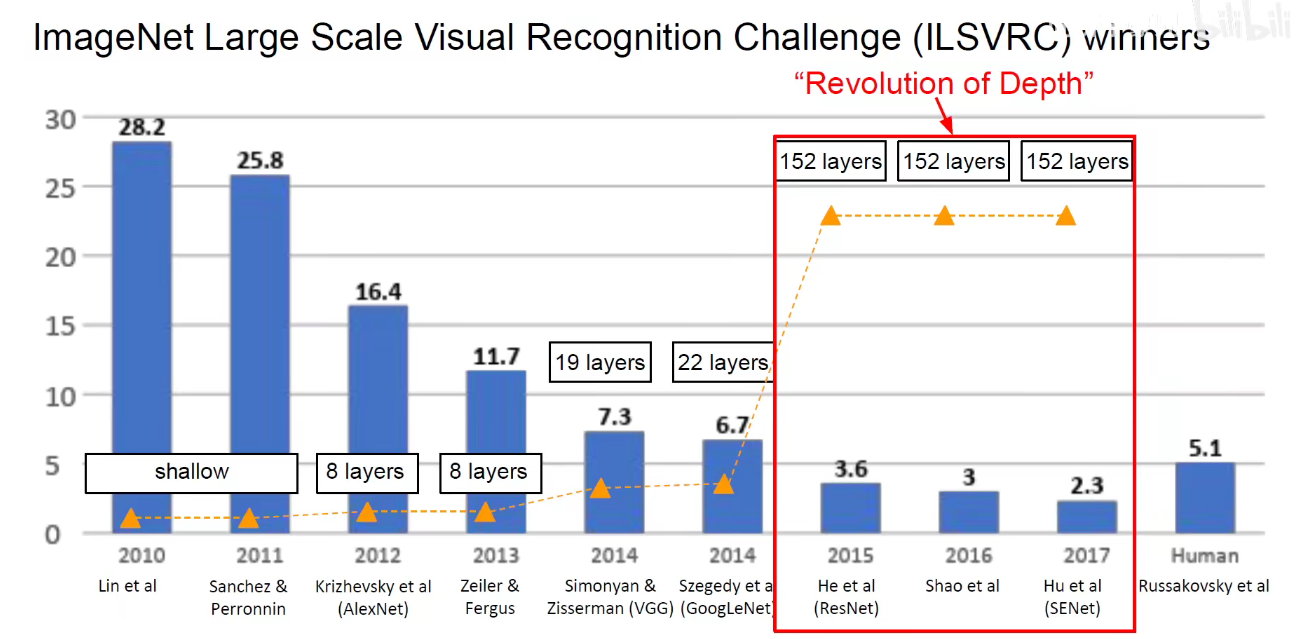 ImageNet Large Scale Visual Recognition Challenge (ILSVRC) winners
bilibili
“Revolution of Depth”
30
25
20
15
10
5
0
28.2
25.8
16.4
11.7
7.3
6.7
3.6
3
2.3
5.1
shallow
8 layers
8 layers
19 layers
22 layers
152 layers
152 layers
152 layers
2010
2011
2012
2013
2014
2014
2015
2016
2017
Human
Lin et al
Sanchez &
Perronnin
Krizhevsky et al
(AlexNet)
Zeiler &
Fergus
Simonyan &
Zisserman (VGG)
Szegedy et a
(GoogLeNet)
He et al
(ResNet)
Shao et al
Hu et al
(SENet)
Russakovsky et al